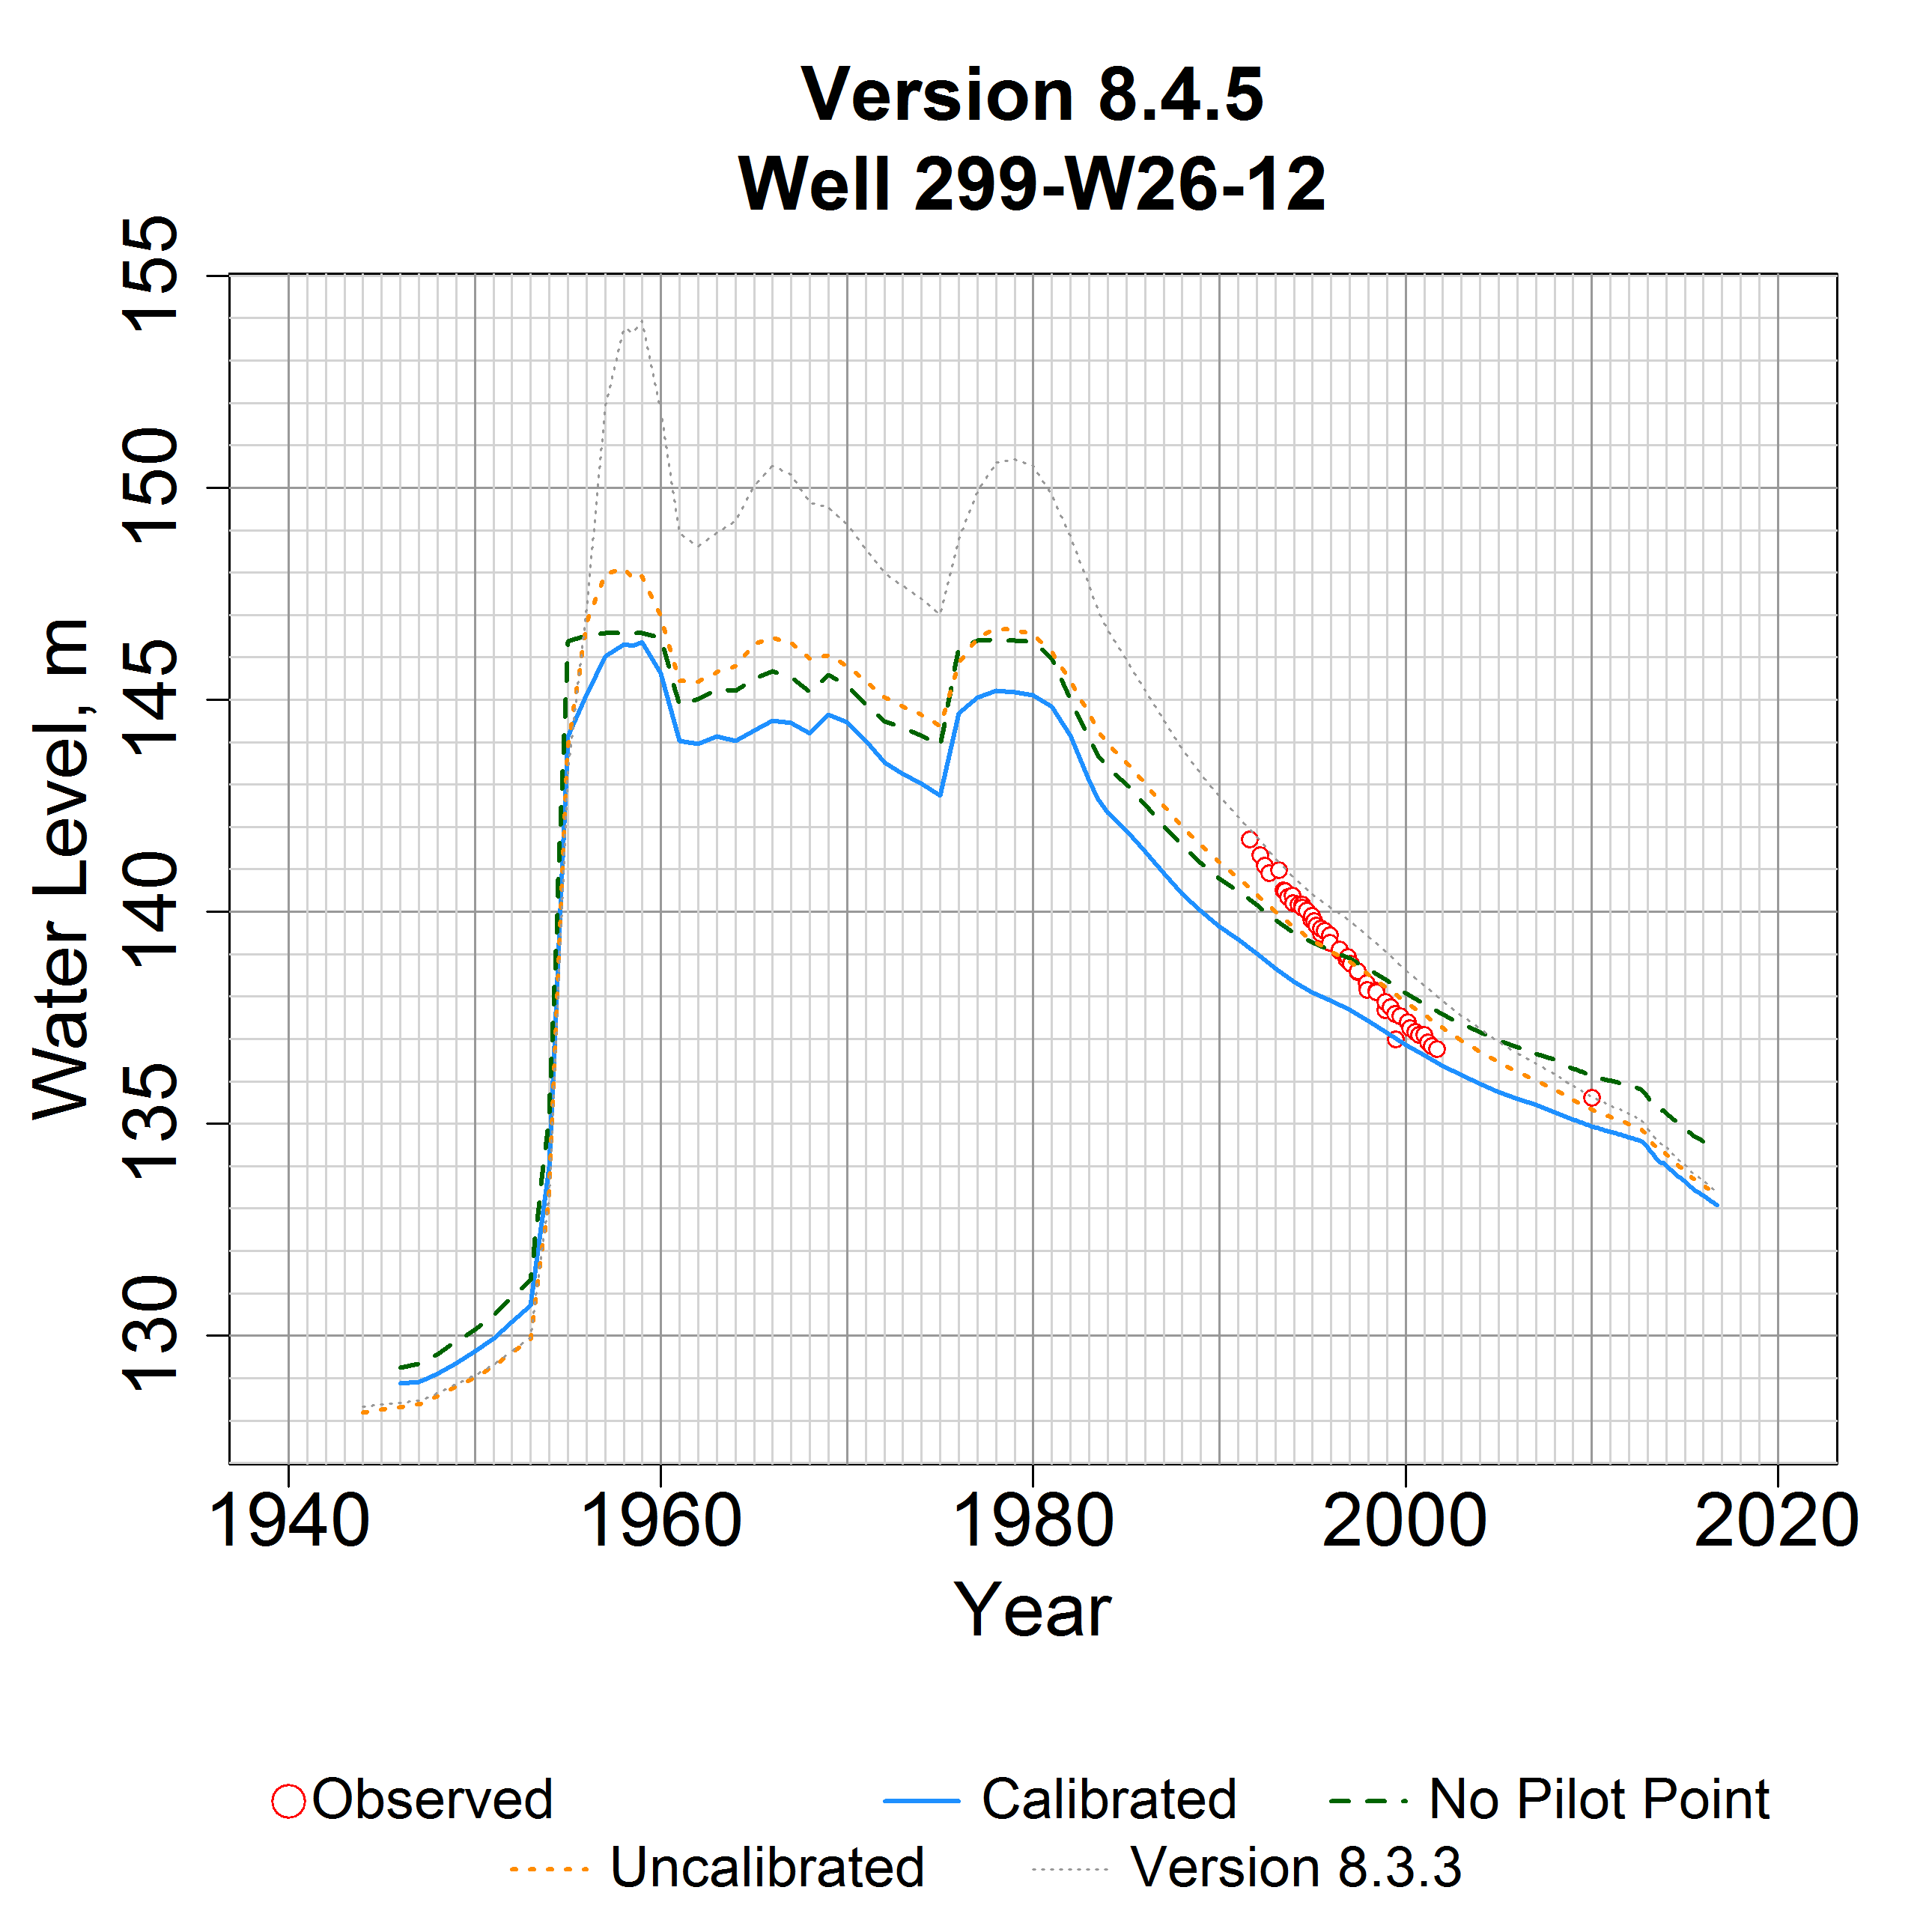 Version 8.4.5
Well 299-W26-12
Water Level, m
155
150
145
140
135
130
1940 1960 1980 2000 2020
Year
Observed Calibrated No Pilot Point
Uncalibrated Version 8.3.3